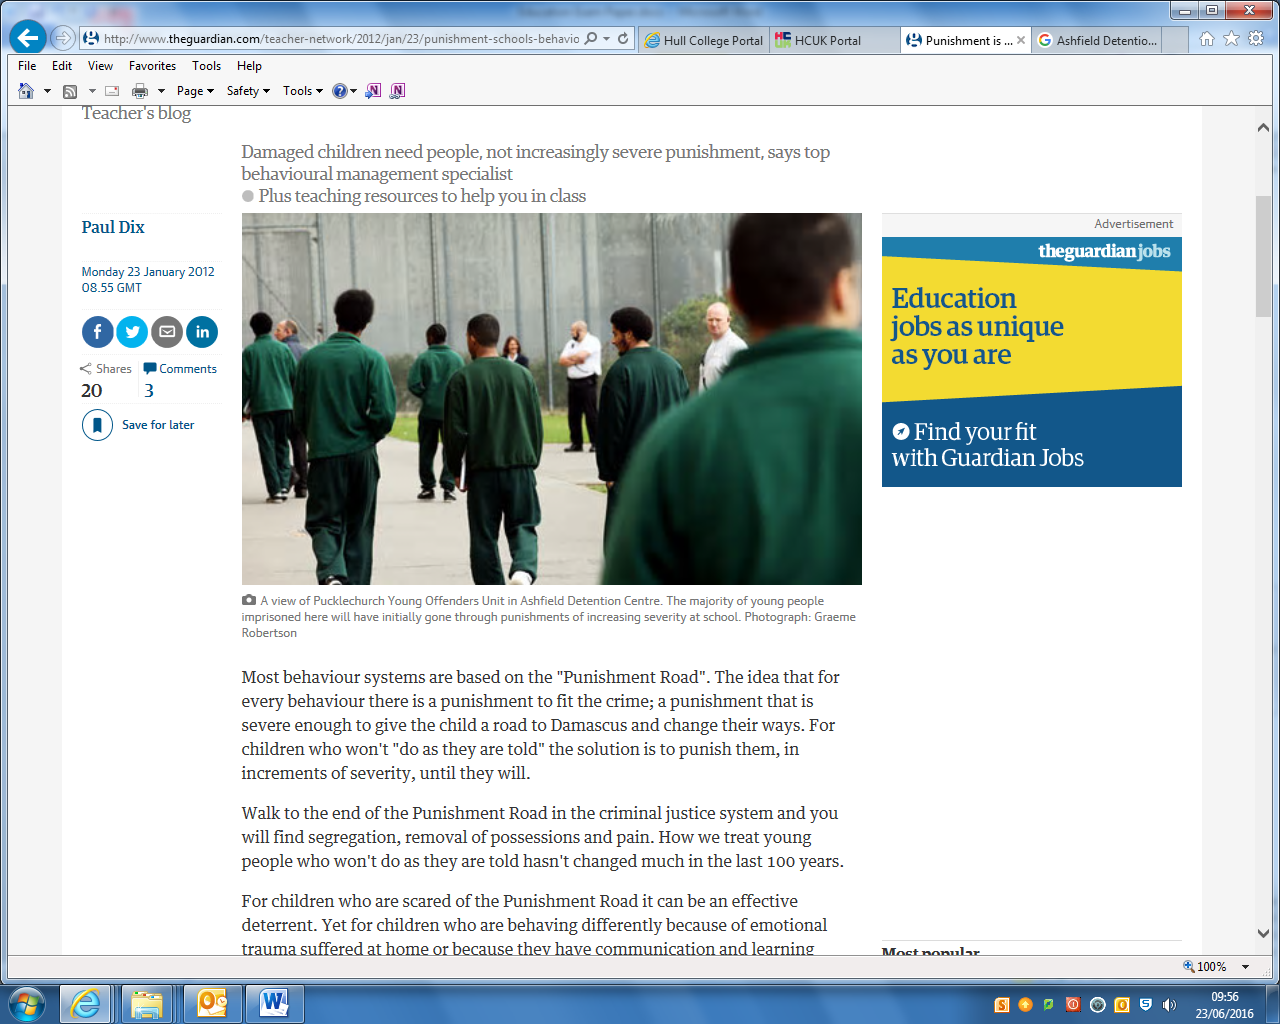 http://www.theguardian.com/teacher-network/2012/jan/23/punishment-schools-behavio
Hull College Portal
HCUK Portal
Punishment is ...
Ashfield Detentio...
File Edit View Favorites Tools Help
Page Safety Tools
Teacher's blog
Damaged children need people, not increasingly severe punishment, says top
behavioural management specialist
Plus teaching resources to help you in class
Paul Dix
Monday 23 January 2012
08.55 GMT
Shares
20
Comments
3
Save for later
Advertisement
theguardianjobs
Education
jobs as unique
as you are
Find your fit
with Guardian Jobs
A view of Pucklechurch Young Offenders Unit in Ashfield Detention Centre. The majority of young people
imprisoned here will have initially gone through punishments of increasing severity at school. Photograph: Graeme
Robertson
Most behaviour systems are based on the "Punishment Road". The idea that for
every behaviour there is a punishment to fit the crime; a punishment that is
severe enough to give the child a road to Damascus and change their ways. For
children who won't "do as they are told" the solution is to punish them, in
increments of severity, until they will.
Walk to the end of the Punishment Road in the criminal justice system and you
will find segregation, removal of possessions and pain. How we treat young
people who won't do as they are told hasn't changed much in the last 100 years.
For children who are scared of the Punishment Road it can be an effective
deterrent. Yet for children who are behaving differently because of emotional
trauma suffered at home or because they have communication and learning
Most popular
100%
09:56
23/06/2016